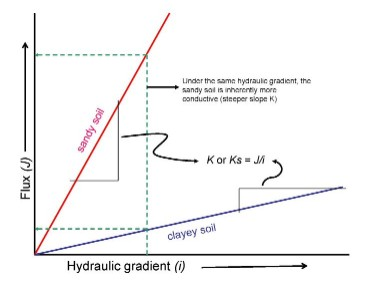 Flux (J)
sandy soil
Under the same hydraulic gradient, the
sandy soil is inherently more
conductive (steeper slope K)
K or Ks = J/i
clayey soil
Hydraulic gradient (i)